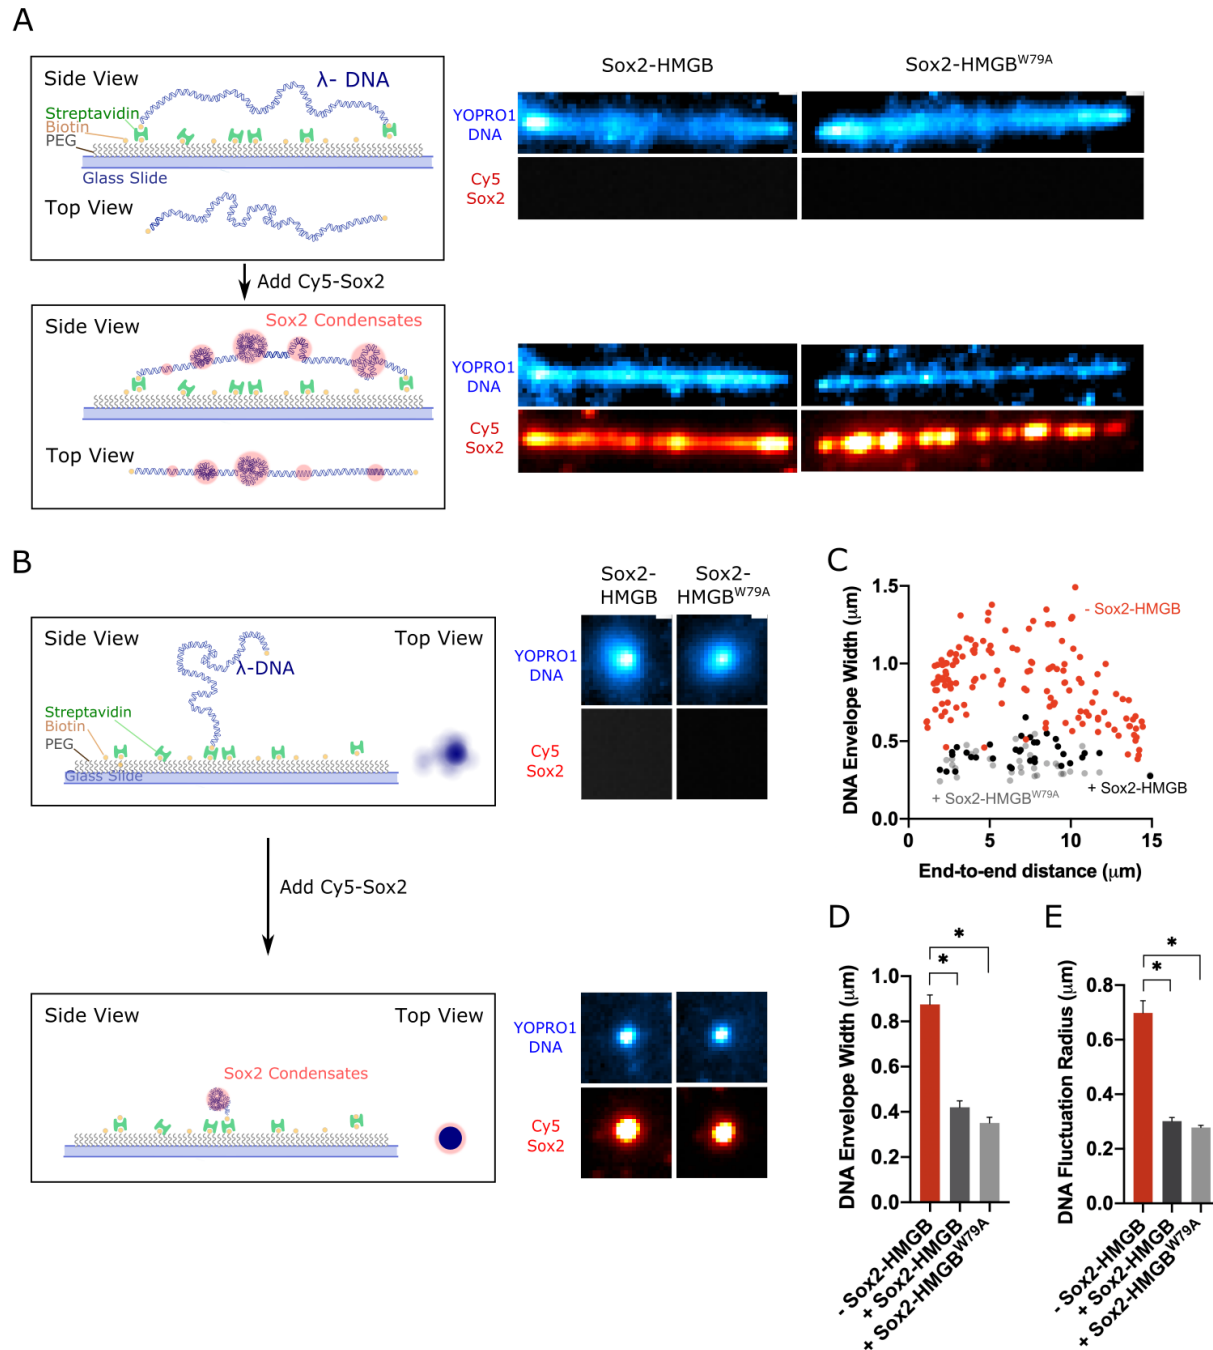 A
Sox2-HMGB
Sox2-HMGBW79A
Side View
λ- DNA
Streptavidin
Biotin
PEG
Glass Slide
Top View
YOPRO1
DNA
Cy5
Sox2
Add Cy5-Sox2
Side View
Sox2 Condensates
Top View
YOPRO1
DNA
Cy5
Sox2
B
Side View
Top View
λ-DNA
Streptavidin
Biotin
PEG
Glass Slide
Sox2-
HMGB
Sox2-
HMGBW79A
YOPRO1
DNA
Cy5
Sox2
Add Cy5-Sox2
Side View
Top View
Sox2 Condensates
YOPRO1
DNA
Cy5
Sox2
C
DNA Envelope Width (μm)
1.5
1.0
0.5
0.0
0
5
10
15
End-to-end distance (μm)
- Sox2-HMGB
+ Sox2-HMGB
+ Sox2-HMGBW79A
D
DNA Envelope Width (μm)
1.0
0.8
0.6
0.4
0.2
0.0
*
*
- Sox2-HMGB
+ Sox2-HMGB
+ Sox2-HMGBW79A
E
DNA Fluctuation Radius (μm)
0.8
0.6
0.4
0.2
0.0
*
*
- Sox2-HMGB
+ Sox2-HMGB
+ Sox2-HMGBW79A